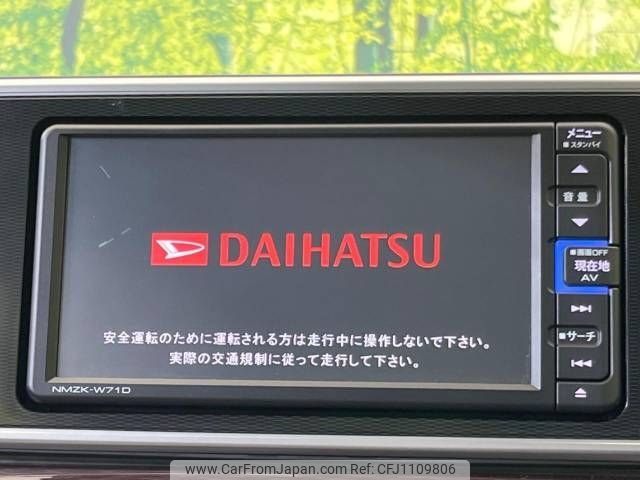 メニュー
■スタンバイ
音量
■画面OFF
現在地
AV
■サーチ
DAIHATSU
安全運転のために運転される方は走行中に操作しないで下さい。
実際の交通規制に従って走行して下さい。
NMZK-W71D
www.CarFromJapan.com ID:CFJ1109806